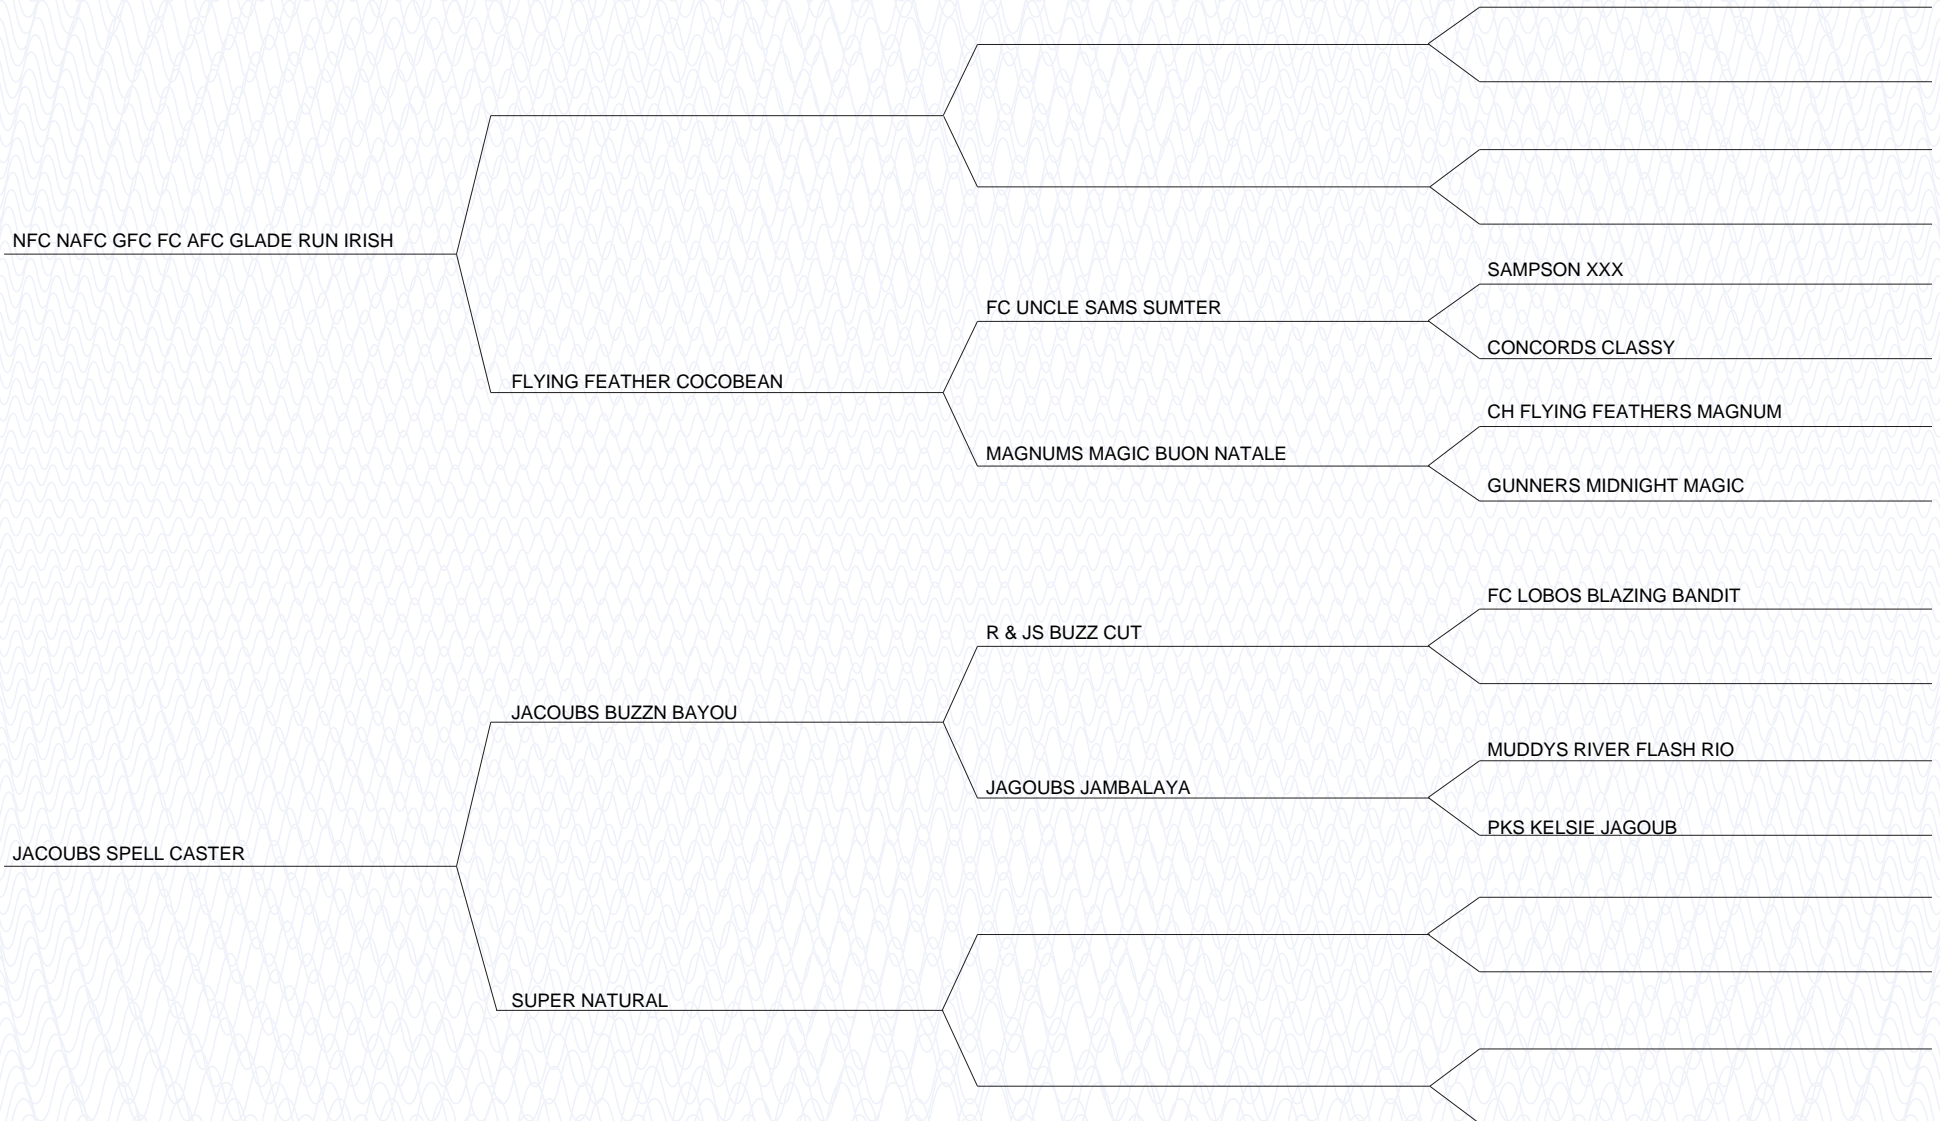 NFC NAFC GFC FC AFC GLADE RUN IRISH
FLYING FEATHER COCOBEAN
FC UNCLE SAMS SUMTER
SAMPSON XXX
CONCORDS CLASSY
MAGNUMS MAGIC BUON NATALE
CH FLYING FEATHERS MAGNUM
GUNNERS MIDNIGHT MAGIC
JACOUBS SPELL CASTER
JACOUBS BUZZN BAYOU
R & JS BUZZ CUT
FC LOBOS BLAZING BANDIT
JAGOUBS JAMBALAYA
MUDDYS RIVER FLASH RIO
PKS KELSIE JAGOUB
SUPER NATURAL